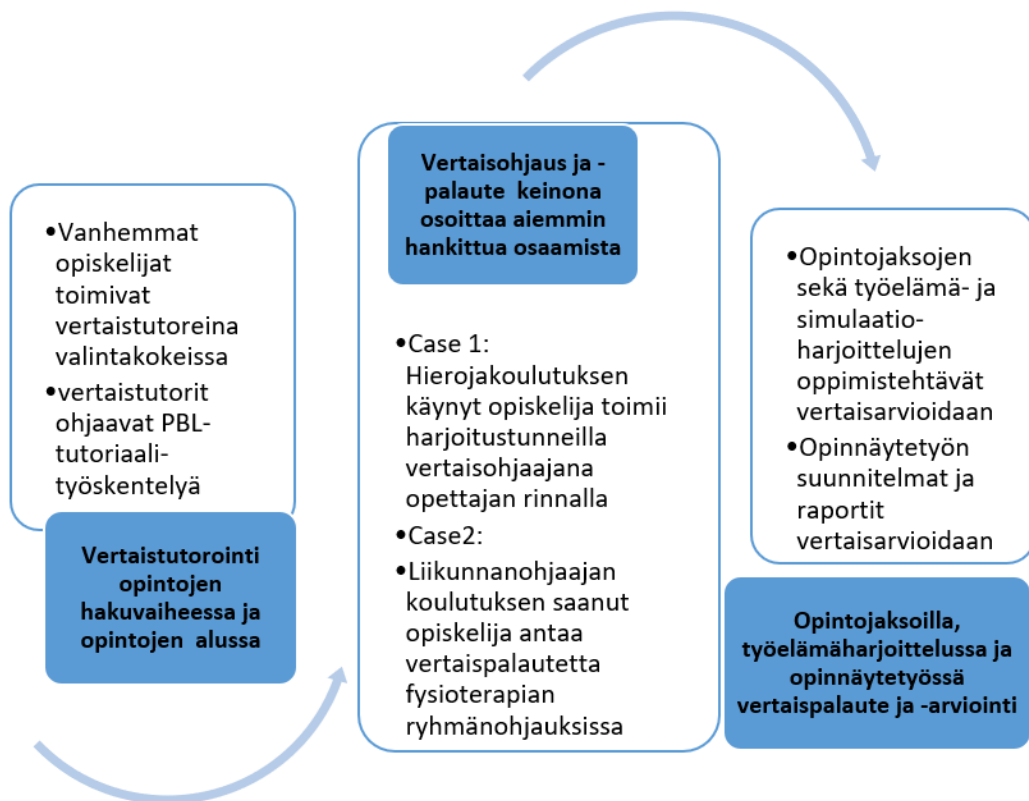 •Vanhemmat
opiskelijat
toimivat
vertaistutoreina
valintakokeissa
•vertaistutorit
ohjaavat PBL-
tutoriaali-
työskentelyä
Vertaistutorointi
opintojen
hakuvaiheessa ja
opintojen alussa
Vertaisohjaus ja -
palaute keinona
osoittaa aiemmin
hankittua osaamista
•Case 1:
Hierojakoulutuksen
käynyt opiskelija toimii
harjoitustunneilla
vertaisohjaajana
opettajan rinnalla
•Case2:
•Liikunnanohjaajan
koulutuksen saanut
opiskelija antaa
vertaispalautetta
fysioterapian
ryhmänohjauksissa
•Opintojaksojen
sekä työelämä- ja
simulaatio-
harjoittelujen
oppimistehtävät
vertaisarvioidaan
•Opinnäytetyön
suunnitelmat ja
raportit
vertaisarvioidaan
Opintojaksoilla,
työelämäharjoittelussa ja
opinnäytetyössä
vertaispalaute ja -arviointi